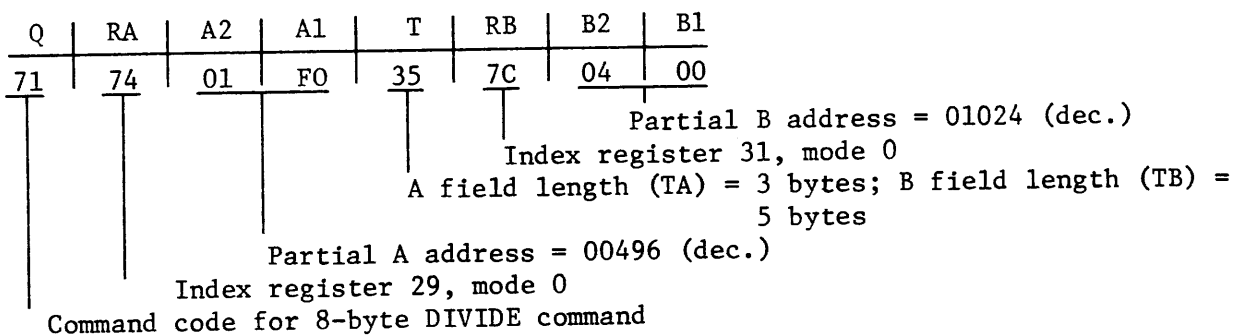 Q RA A2 A1 T RB B2 B1
71 74 01 F0 35 7C 04 00
Partial B address = 01024 (dec.)
Index register 31, mode 0
A field length (TA) = 3 bytes; B field length (TB) =
5 bytes
Partial A address = 00496 (dec.)
Index register 29, mode 0
Command code for 8-byte DIVIDE command